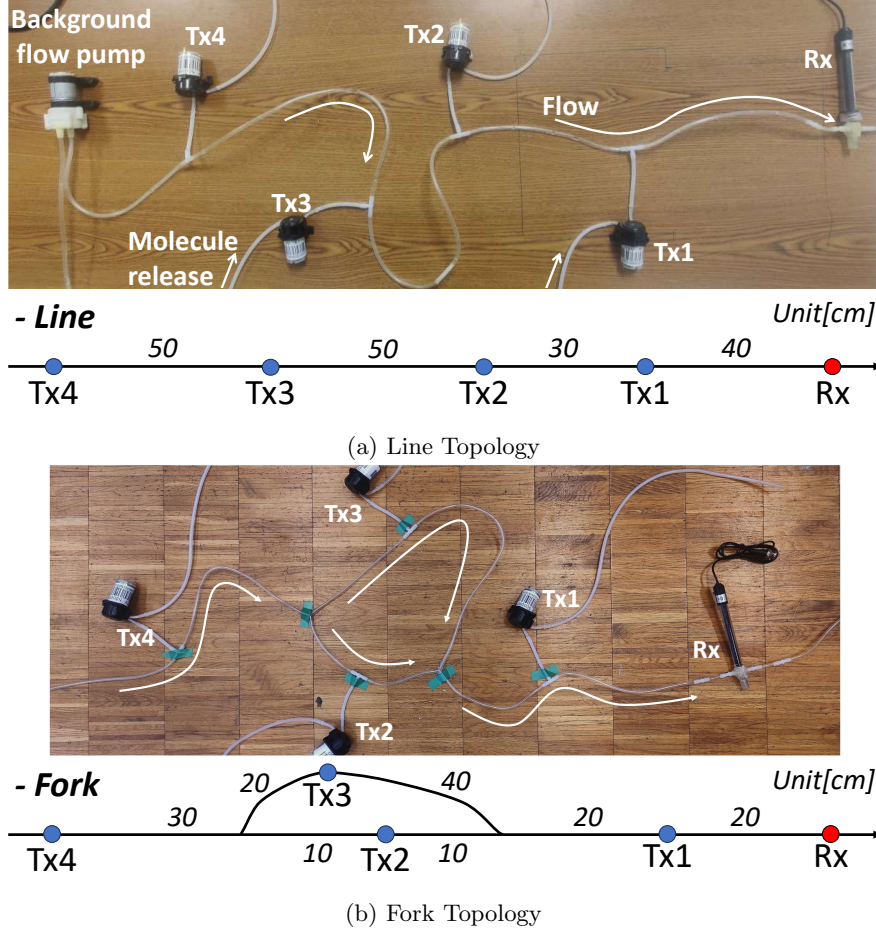 Background
flow pump
Tx4
Tx2
Rx
Flow
Tx3
Molecule
release
Tx1
- Line
Unit[cm]
50
50
30
40
Tx4
Tx3
Tx2
Tx1
Rx
(a) Line Topology
Tx3
Tx1
Tx4
Rx
Tx2
- Fork
Unit[cm]
20
Tx3
40
30
20
20
Tx4
10
Tx2
10
Tx1
Rx
(b) Fork Topology